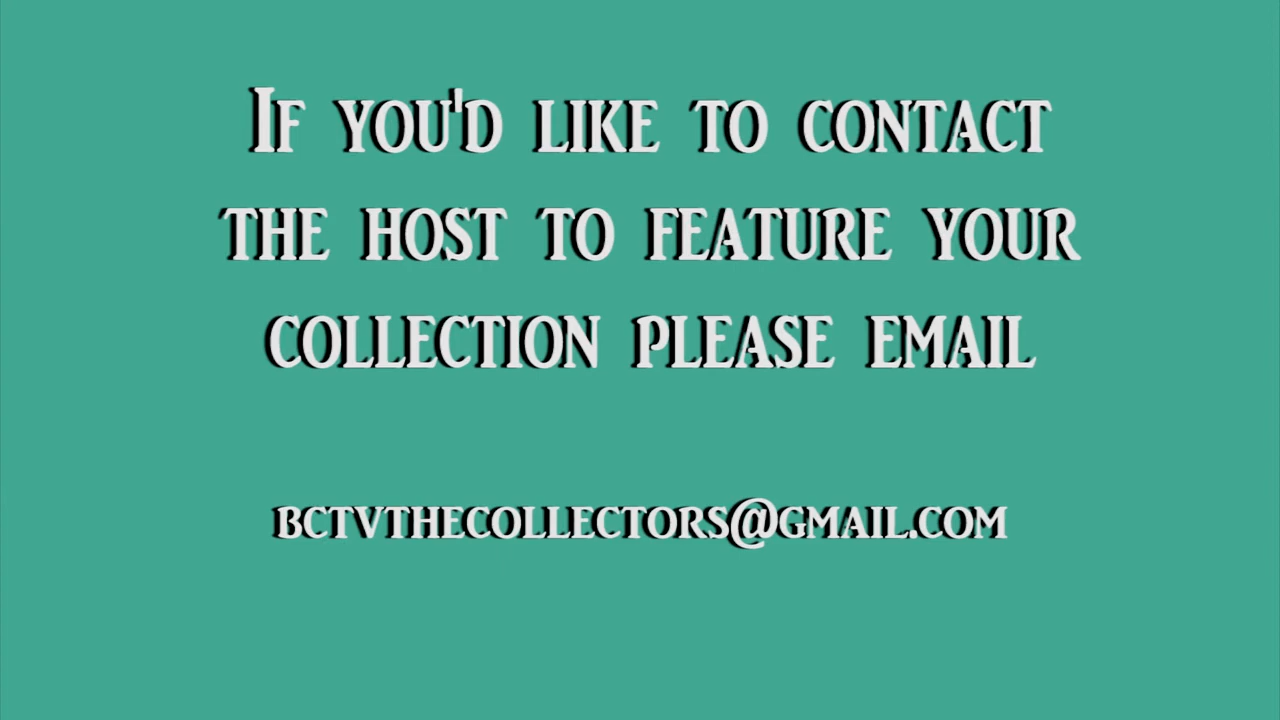 If you'd like to contact
the host to feature your
collection please email
bctvthecollectors@gmail.com